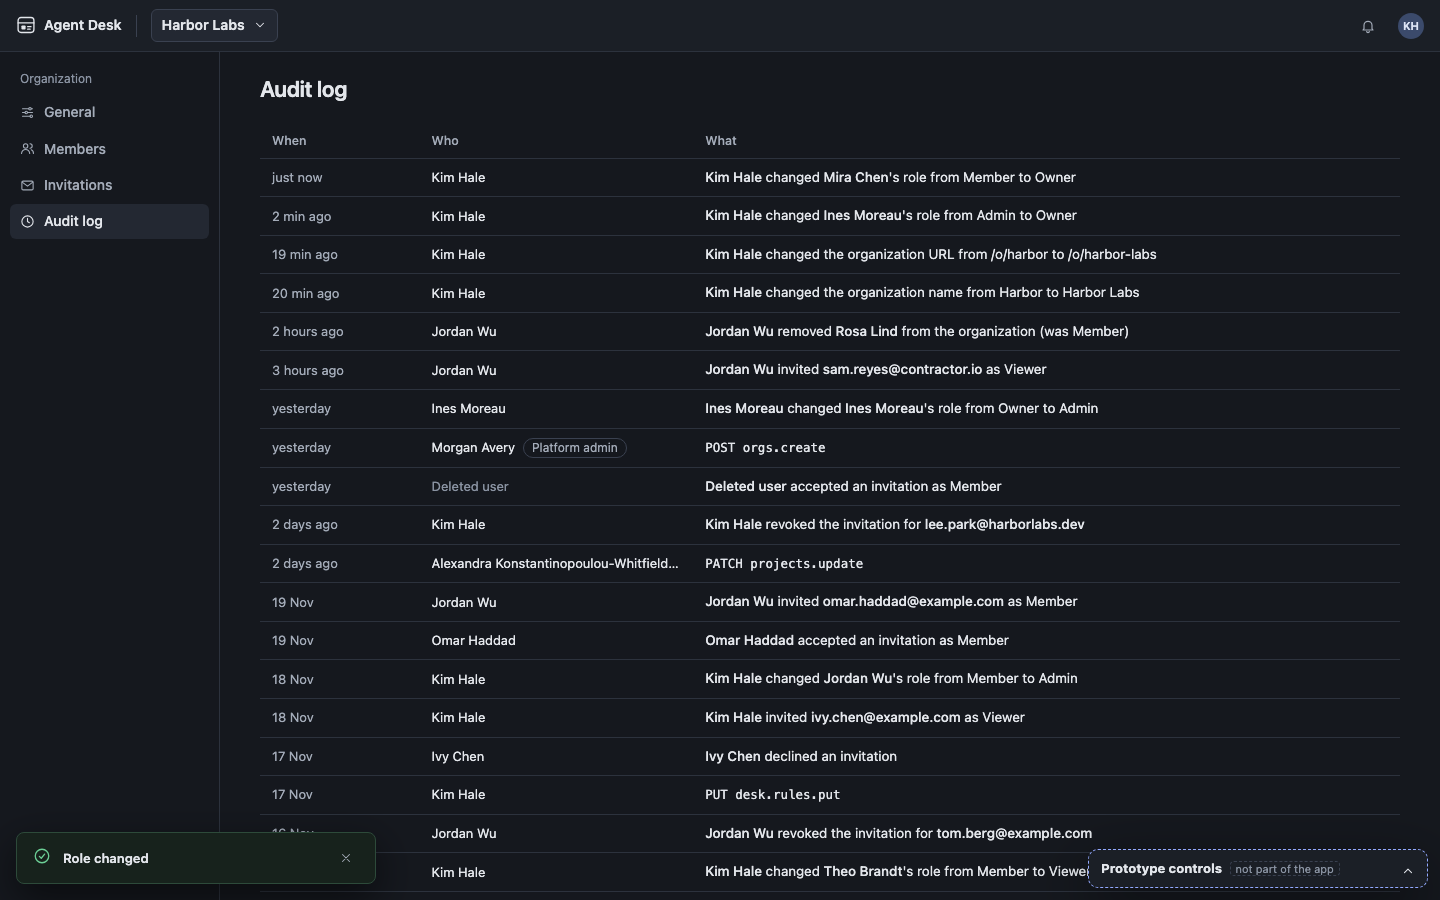 Agent Desk
Harbor Labs
KH
Organization
General
Members
Invitations
Audit log
Audit log
When Who What
just now Kim Hale Kim Hale changed Mira Chen's role from Member to Owner
2 min ago Kim Hale Kim Hale changed Ines Moreau's role from Admin to Owner
19 min ago Kim Hale Kim Hale changed the organization URL from /o/harbor to /o/harbor-labs
20 min ago Kim Hale Kim Hale changed the organization name from Harbor to Harbor Labs
2 hours ago Jordan Wu Jordan Wu removed Rosa Lind from the organization (was Member)
3 hours ago Jordan Wu Jordan Wu invited sam.reyes@contractor.io as Viewer
yesterday Ines Moreau Ines Moreau changed Ines Moreau's role from Owner to Admin
yesterday Morgan Avery Platform admin POST orgs.create
yesterday Deleted user Deleted user accepted an invitation as Member
2 days ago Kim Hale Kim Hale revoked the invitation for lee.park@harborlabs.dev
2 days ago Alexandra Konstantinopoulou-Whitfield... PATCH projects.update
19 Nov Jordan Wu Jordan Wu invited omar.haddad@example.com as Member
19 Nov Omar Haddad Omar Haddad accepted an invitation as Member
18 Nov Kim Hale Kim Hale changed Jordan Wu's role from Member to Admin
18 Nov Kim Hale Kim Hale invited ivy.chen@example.com as Viewer
17 Nov Ivy Chen Ivy Chen declined an invitation
17 Nov Kim Hale PUT desk.rules.put
Jordan Wu Jordan Wu revoked the invitation for tom.berg@example.com
Kim Hale Kim Hale changed Theo Brandt's role from Member to
Role changed
Prototype controls not part of the app